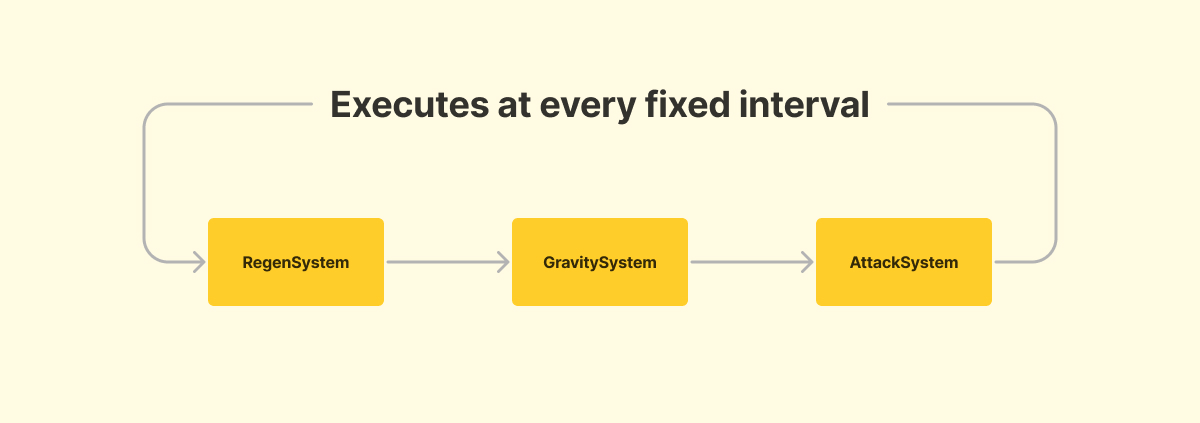 Executes at every fixed interval
RegenSystem
GravitySystem
AttackSystem